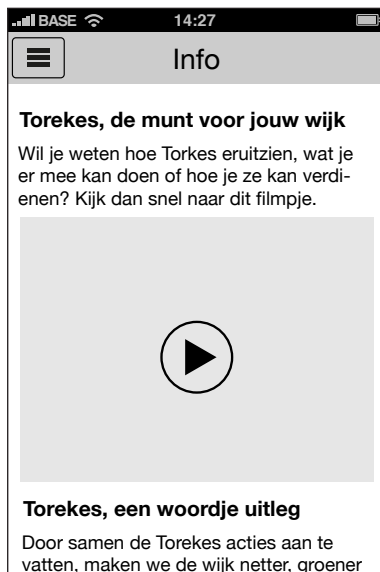 BASE 14:27
Info
Torekes, de munt voor jouw wijk
Wil je weten hoe Torkes eruitzien, wat je
er mee kan doen of hoe je ze kan verdi-
enen? Kijk dan snel naar dit filmpje.
Torekes, een woordje uitleg
Door samen de Torekes acties aan te
vatten, maken we de wijk netter, groener